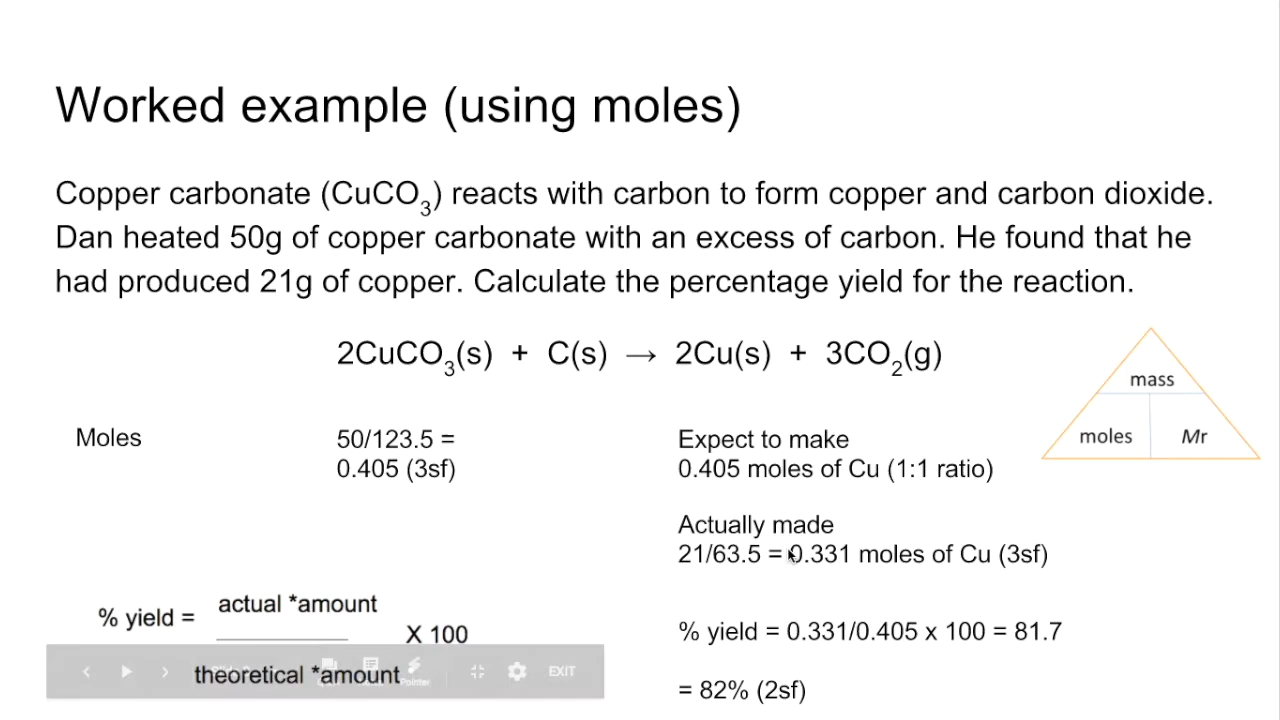 Worked example (using moles)
Copper carbonate (CuCO₃) reacts with carbon to form copper and carbon dioxide.
Dan heated 50g of copper carbonate with an excess of carbon. He found that he
had produced 21g of copper. Calculate the percentage yield for the reaction.
2CuCO₃(s) + C(s) → 2Cu(s) + 3CO₂(g)
mass
moles Mr
Moles
50/123.5 =
0.405 (3sf)
Expect to make
0.405 moles of Cu (1:1 ratio)
Actually made
21/63.5 = 0.331 moles of Cu (3sf)
% yield =
actual *amount
X 100
theoretical *amount
Pointer
EXIT
% yield = 0.331/0.405 x 100 = 81.7
= 82% (2sf)